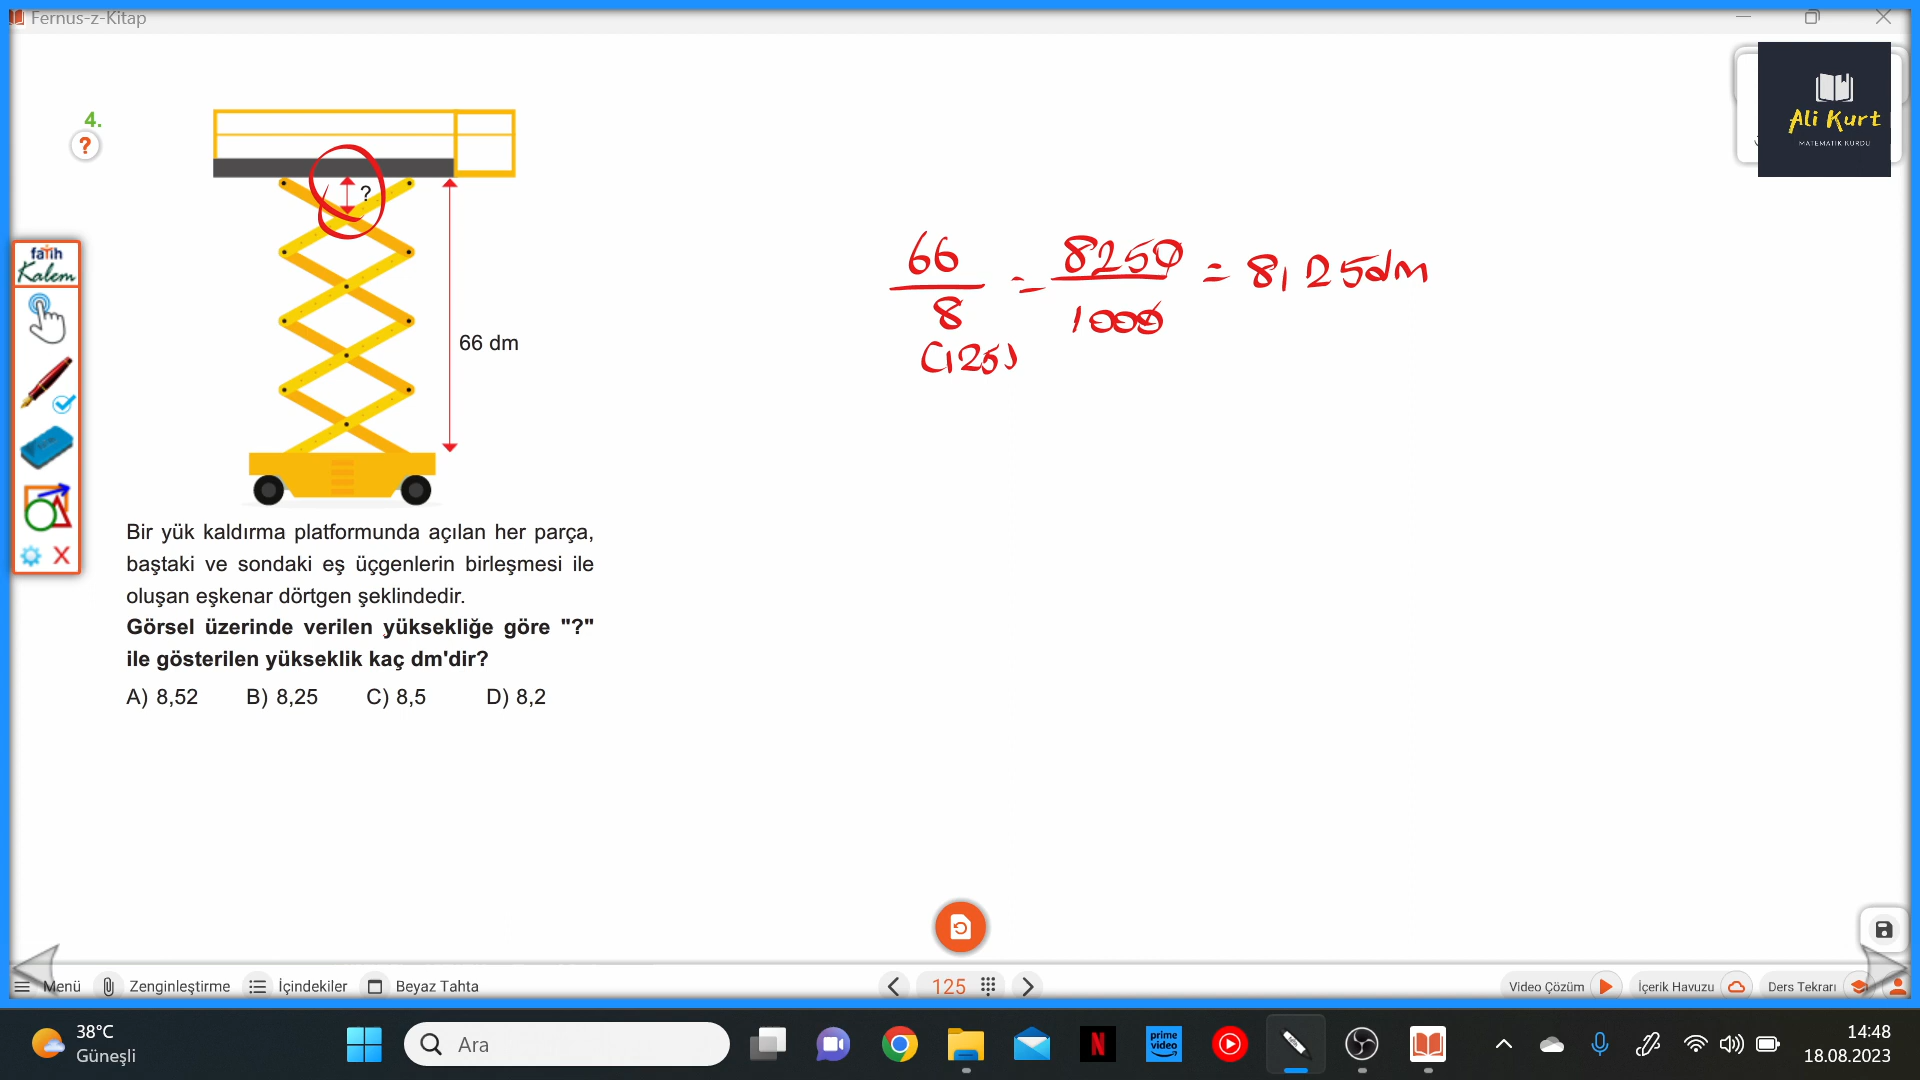 Fernus-z-Kitap
Ali Kurt
MATEMATİK KURDU
4.
?
?
66 dm
fatih
Kalem
66/8 = 8250/1000 = 8,25dm
(125)
Bir yük kaldırma platformunda açılan her parça,
baştaki ve sondaki eş üçgenlerin birleşmesi ile
oluşan eşkenar dörtgen şeklindedir.
Görsel üzerinde verilen yüksekliğe göre "?"
ile gösterilen yükseklik kaç dm'dir?
A) 8,52 B) 8,25 C) 8,5 D) 8,2
Menü Zenginleştirme İçindekiler Beyaz Tahta 125 Video Çözüm İçerik Havuzu Ders Tekrarı
38°C
Güneşli
Ara
N
prime
video
14:48
18.08.2023